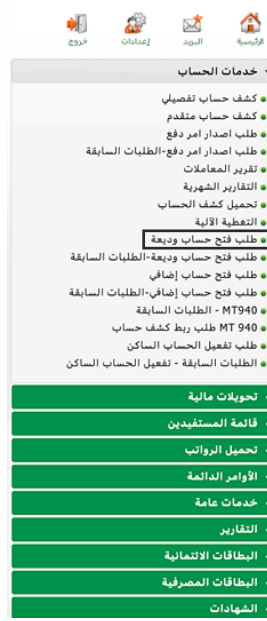 الرئيسية
البريد
إعدادات
خروج
خدمات الحساب
كشف حساب تفصيلي
كشف حساب متقدم
طلب اصدار امر دفع
طلب اصدار امر دفع-الطلبات السابقة
تقرير المعاملات
التقارير الشهرية
تحميل كشف الحساب
التغطية الآلية
طلب فتح حساب وديعة
طلب فتح حساب وديعة-الطلبات السابقة
طلب فتح حساب إضافي
طلب فتح حساب إضافي-الطلبات السابقة
MT940 - الطلبات السابقة
MT 940 طلب ربط كشف حساب
طلب تفعيل الحساب الساكن
الطلبات السابقة - تفعيل الحساب الساكن
تحويلات مالية
قائمة المستفيدين
تحميل الرواتب
الأوامر الدائمة
خدمات عامة
التقارير
البطاقات الائتمانية
البطاقات المصرفية
الشهادات